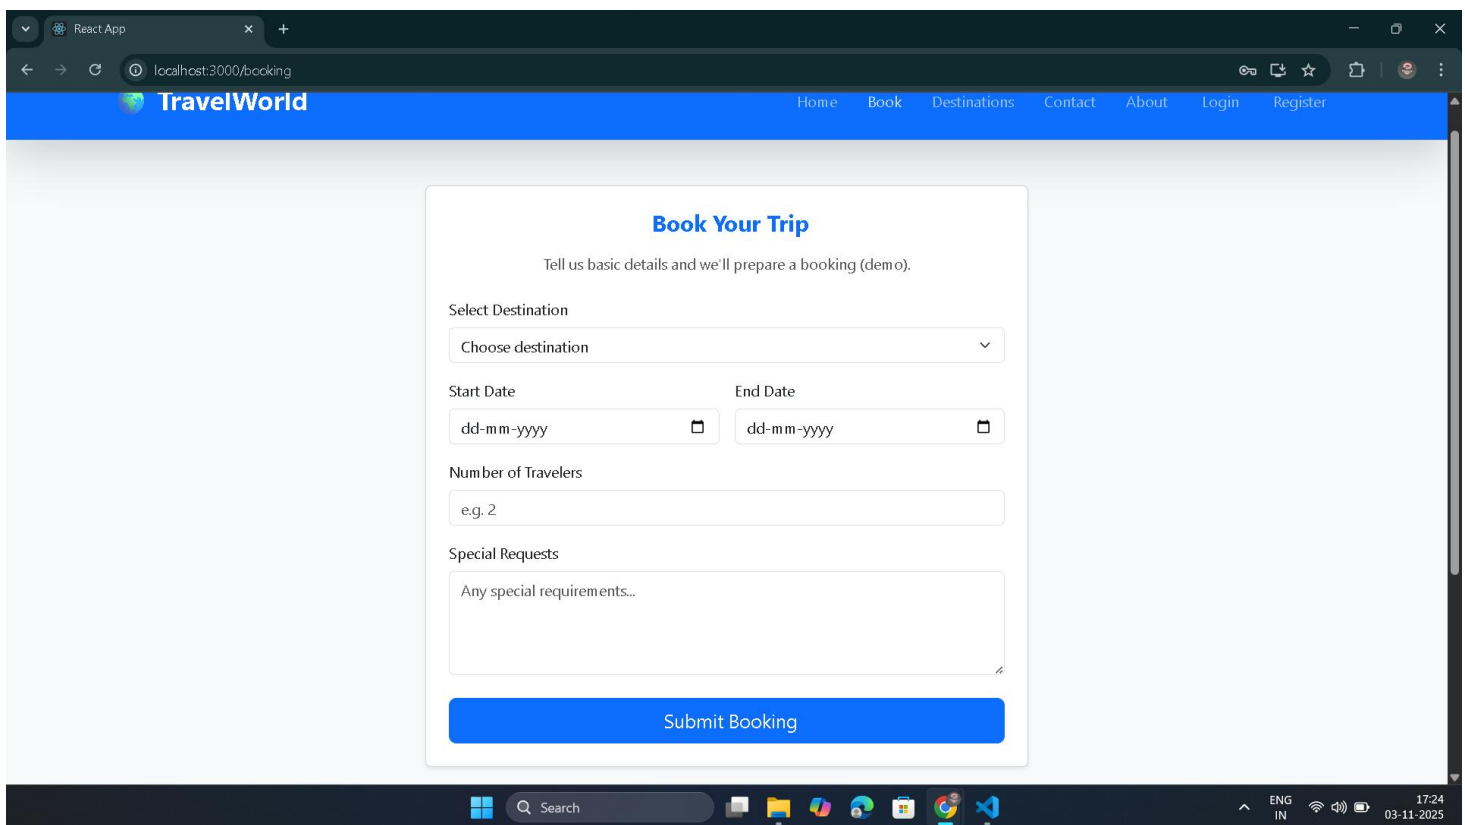 React App
localhost:3000/booking
TravelWorld
Home Book Destinations Contact About Login Register
Book Your Trip
Tell us basic details and we'll prepare a booking (demo).
Select Destination
Choose destination
Start Date End Date
dd-mm-yyyy dd-mm-yyyy
Number of Travelers
e.g. 2
Special Requests
Any special requirements...
Submit Booking
Search
ENG 17:24
IN 03-11-2025